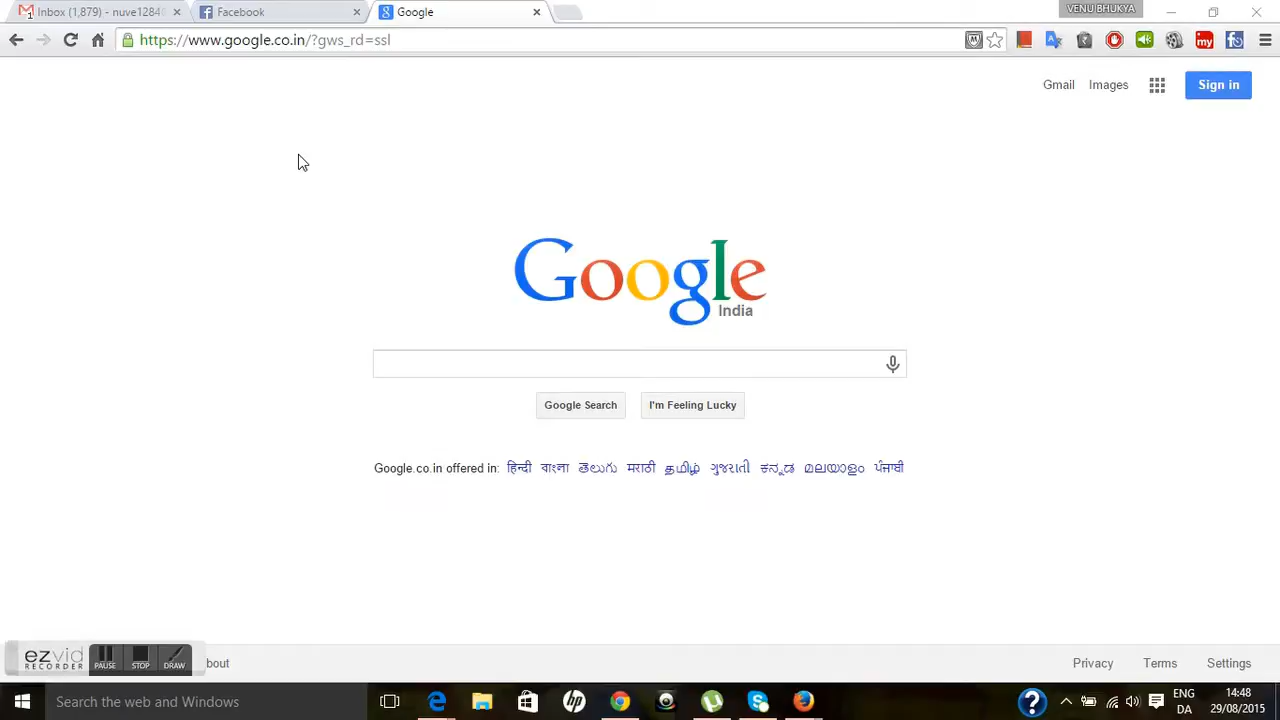 Inbox (1,879) - nuve1284
Facebook
Google
VENU BHUKYA
https://www.google.co.in/?gws_rd=ssl
my
Gmail Images Sign in
Google
India
Google Search I'm Feeling Lucky
Google.co.in offered in: हिन्दी বাংলা తెలుగు मराठी தமிழ் ગુજરાતી ಕನ್ನಡ മലയാളം ਪੰਜਾਬੀ
ezvid
RECORDER
PAUSE STOP DRAW
bout
Privacy Terms Settings
Search the web and Windows
hp
ENG
DA
14:48
29/08/2015